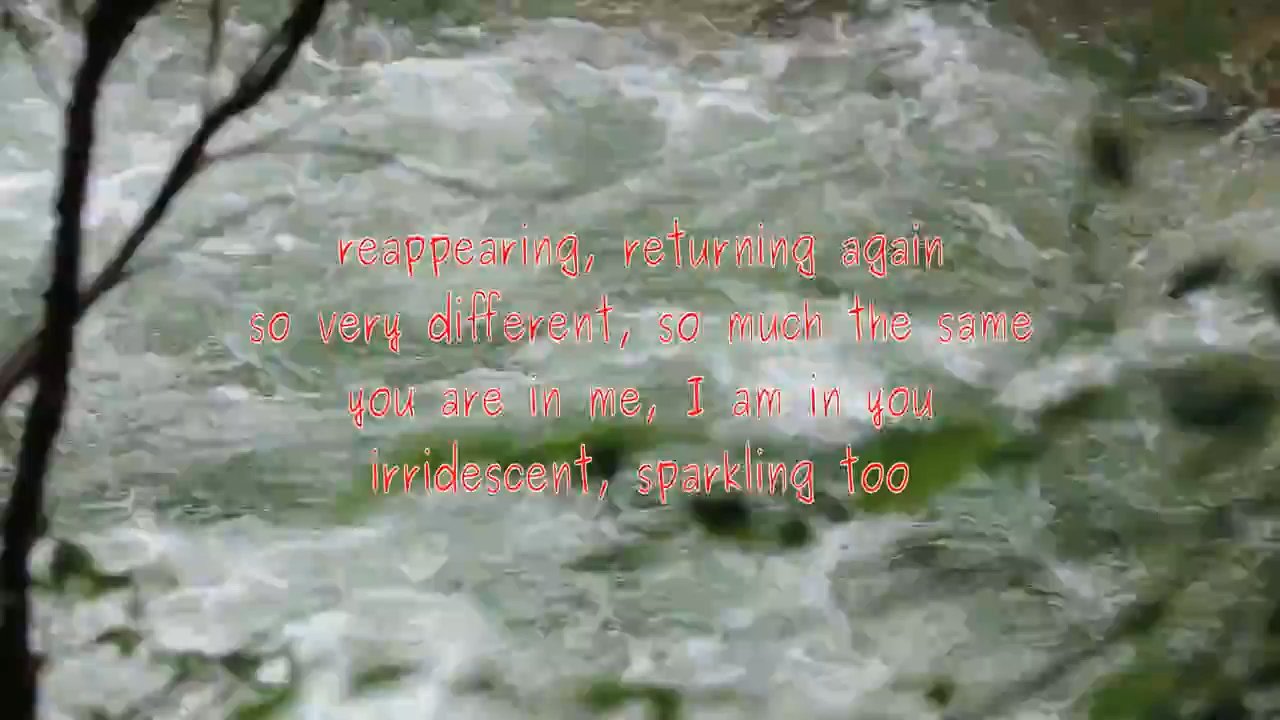 reappearing, returning again
so very different, so much the same
you are in me, I am in you
irridescent, sparkling too